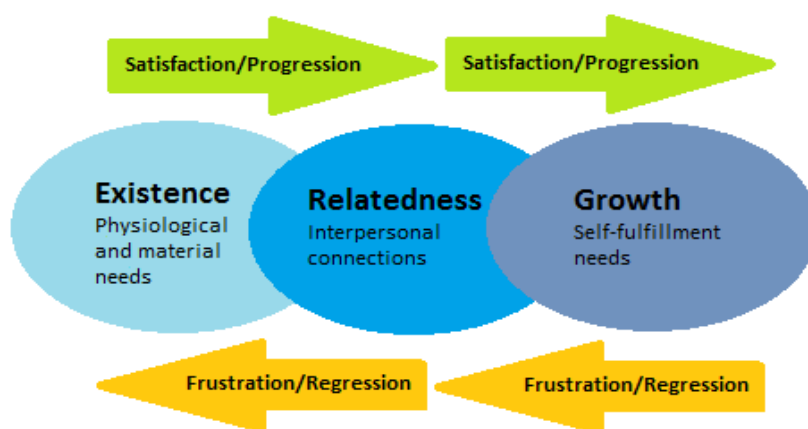 Satisfaction/Progression
Satisfaction/Progression
Existence
Physiological
and material
needs
Relatedness
Interpersonal
connections
Growth
Self-fulfillment
needs
Frustration/Regression
Frustration/Regression